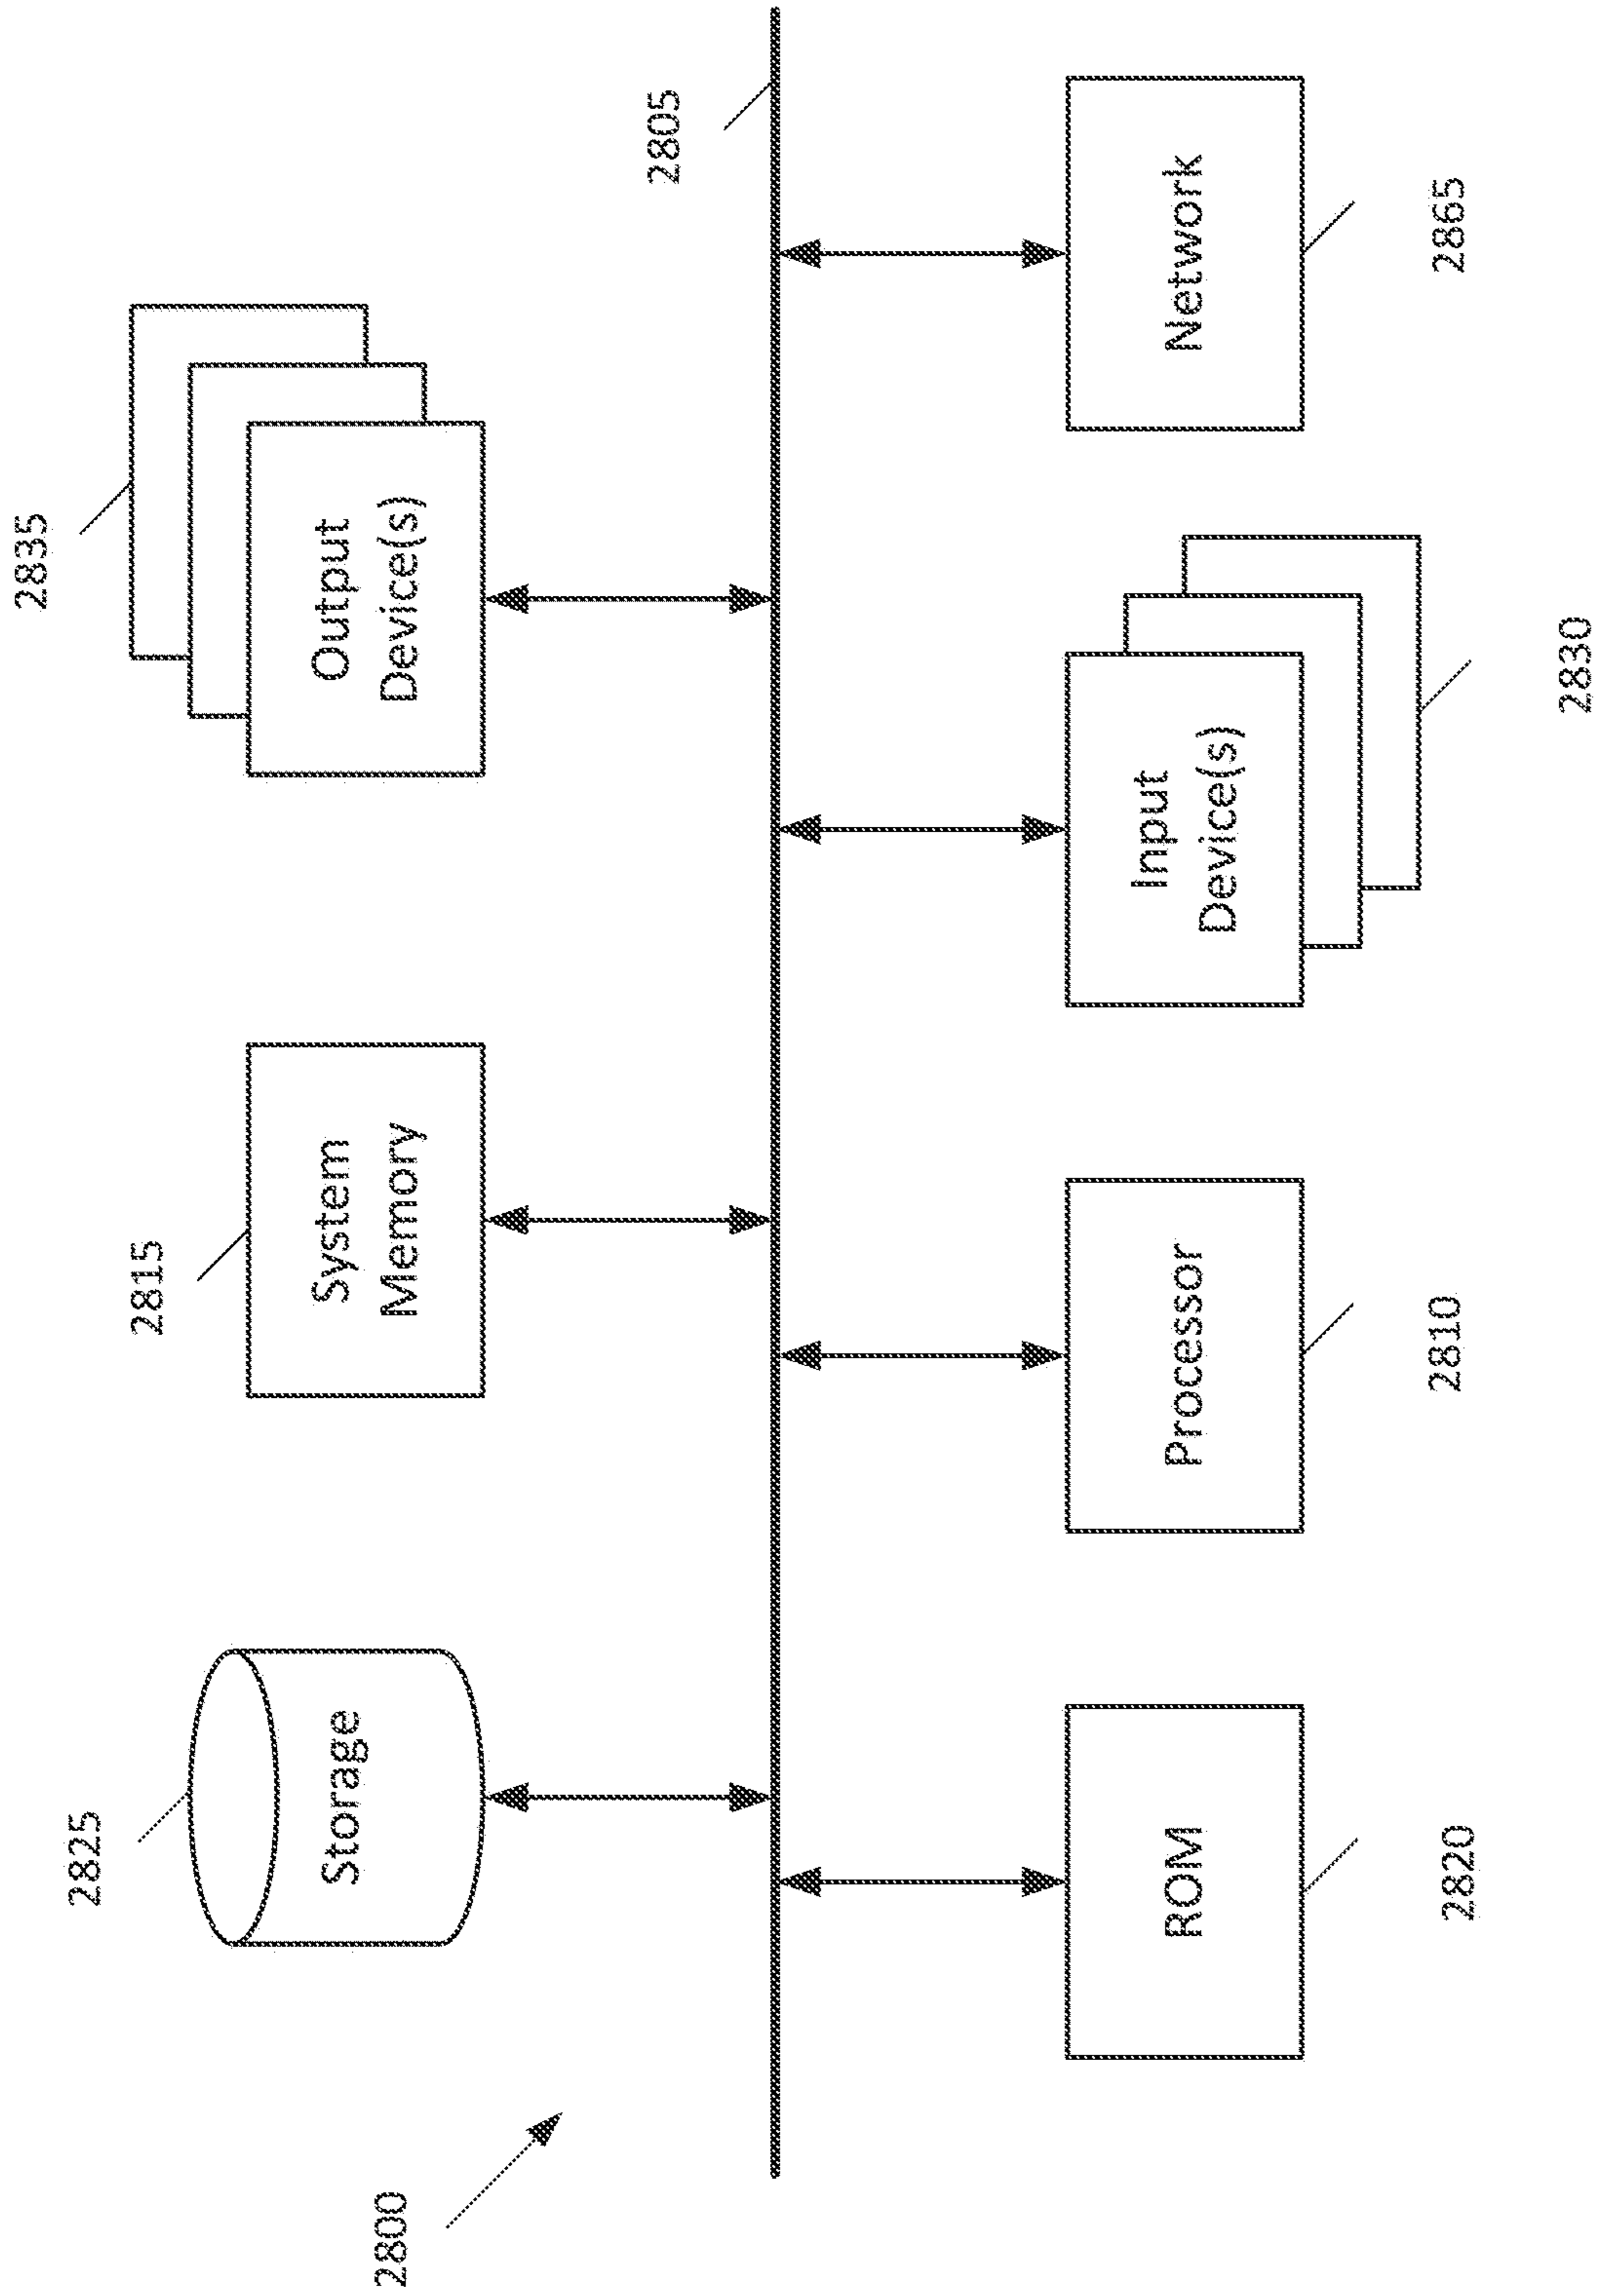 2835
Output
Device(s)
2825
2815
Storage
System
Memory
2805
2800
ROM
Processor
Input
Device(s)
Network
2820
2810
2865
2830